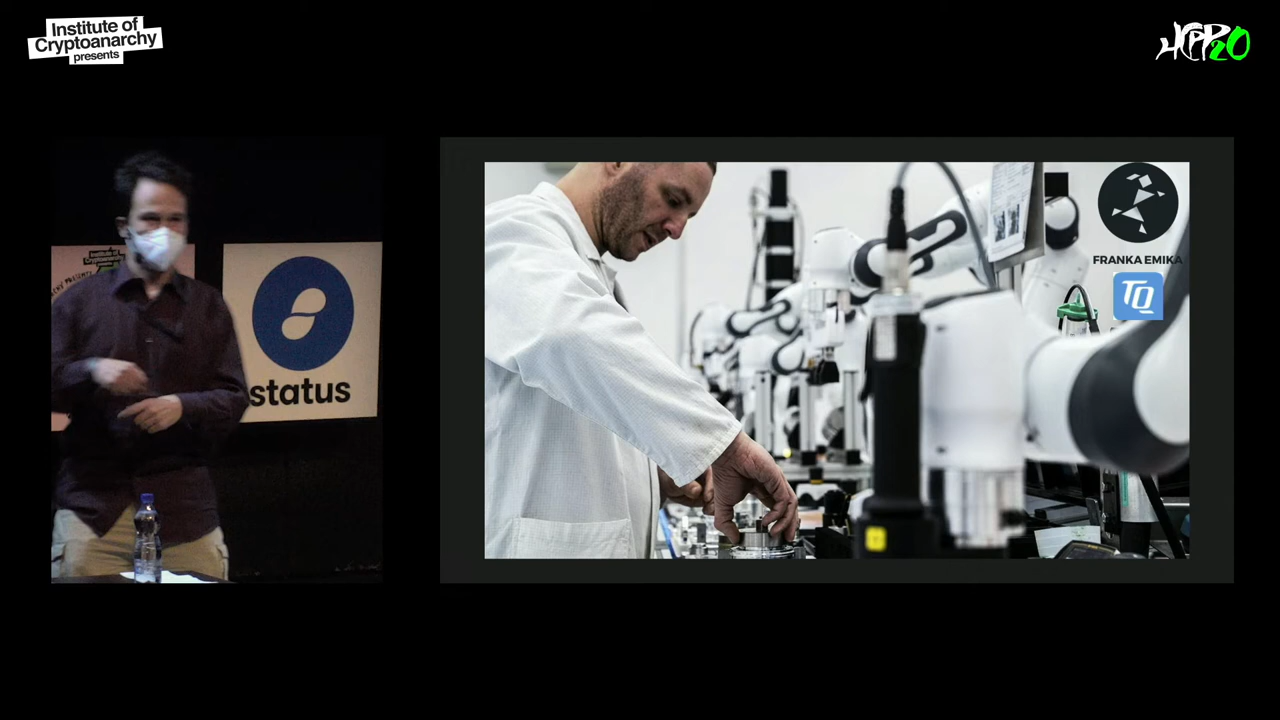 Institute of
Cryptoanarchy
presents
HCPP20
status
FRANKA EMIKA
TQ